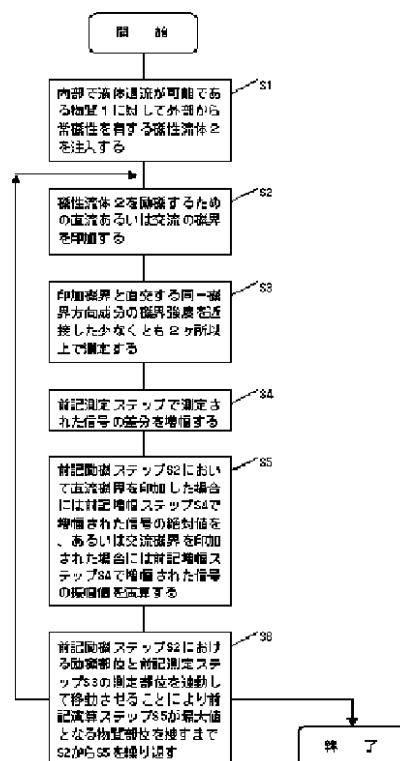 開　始
S1
内部で液体還流が可能であ
る物質1に対して外部から
常磁性を有する磁性流体2
を注入する
S2
磁性流体2を励磁するため
の直流あるいは交流の磁界
を印加する
S3
印加磁界と直交する同一磁
界方向成分の磁界強度を近
接した少なくとも2ヶ所以
上で測定する
S4
前記測定ステップで測定さ
れた信号の差分を増幅する
S5
前記励磁ステップS2におい
て直流磁界を印加した場合
には前記増幅ステップS4で
増幅された信号の絶対値を
、あるいは交流磁界を印加
された場合には前記増幅ス
テップS4で増幅された信号
の振幅値を演算する
S6
前記励磁ステップS2におけ
る励磁部位と前記測定ステ
ップS3の測定部位を連動し
て移動させることにより前
記演算ステップS5が最大値
となる物質部位を捜すまで
S2からS5を繰り返す
終　了